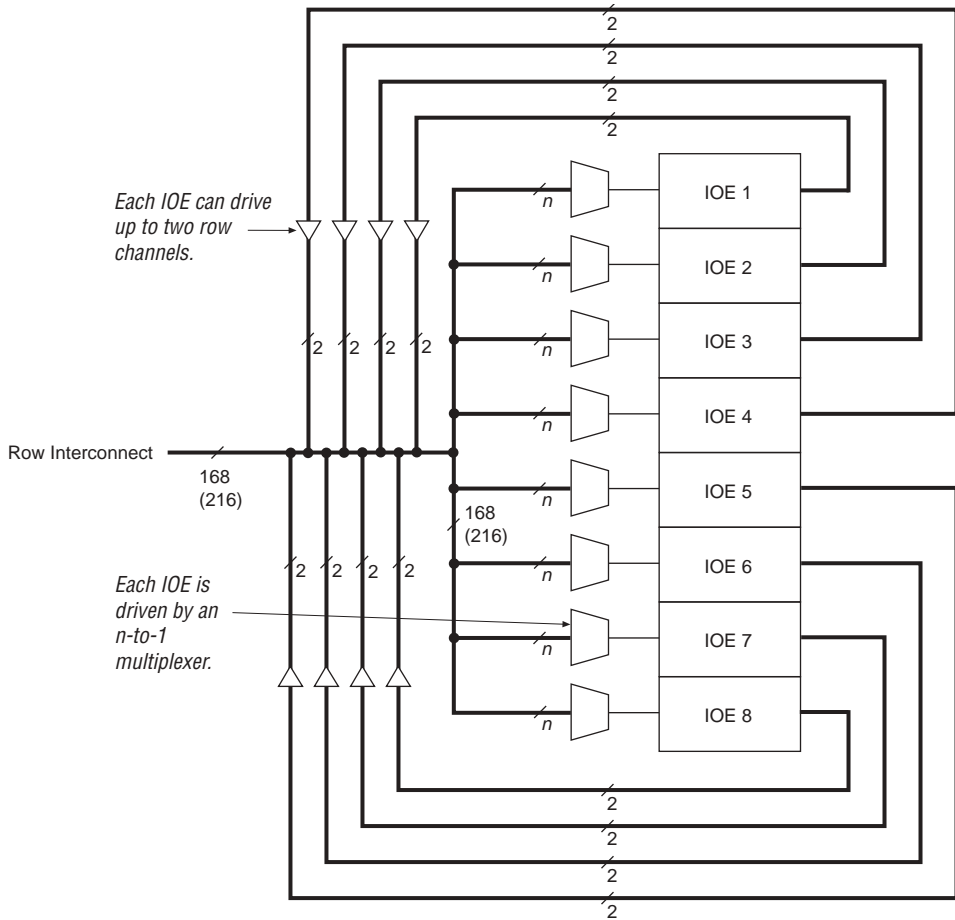 2
2
2
2
Each IOE can drive
up to two row
channels.
n
IOE 1
n
IOE 2
n
IOE 3
2
2
2
2
n
IOE 4
Row Interconnect
168
(216)
n
IOE 5
168
(216)
2
2
2
2
n
IOE 6
Each IOE is
driven by an
n-to-1
multiplexer.
n
IOE 7
n
IOE 8
2
2
2
2